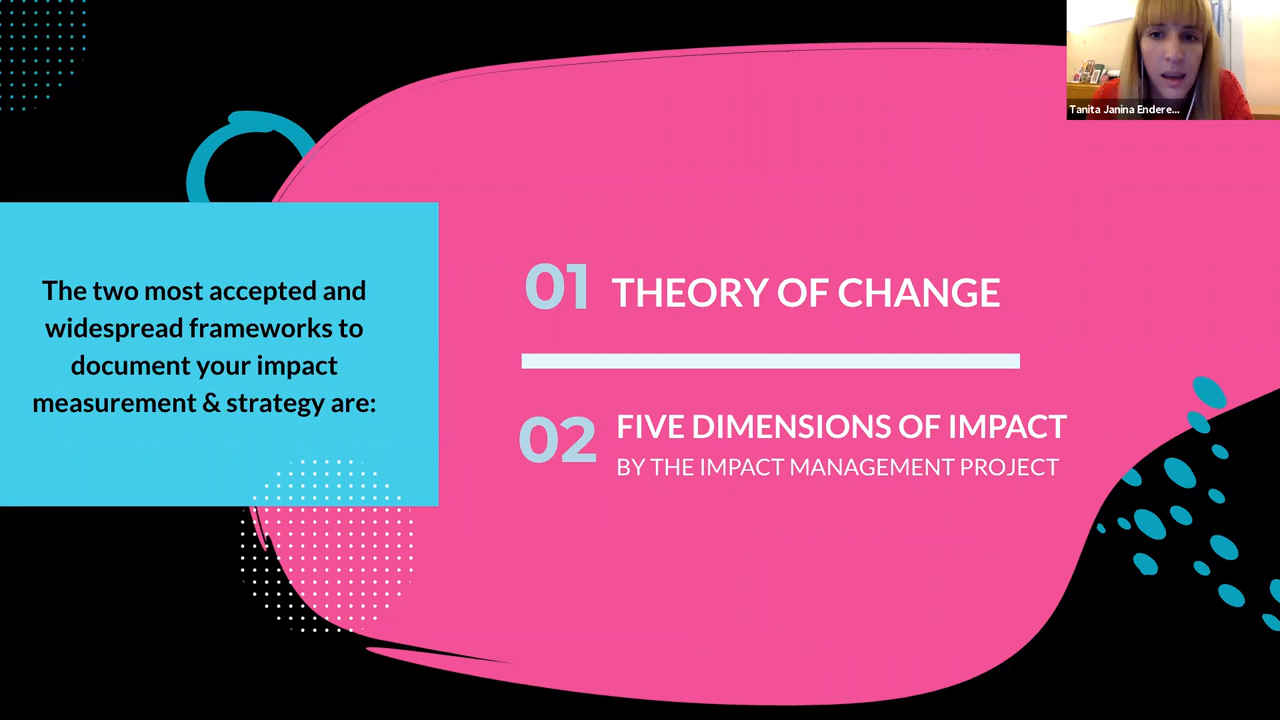 Tanita Janina Endere...
The two most accepted and
widespread frameworks to
document your impact
measurement & strategy are:
01 THEORY OF CHANGE
02 FIVE DIMENSIONS OF IMPACT
BY THE IMPACT MANAGEMENT PROJECT